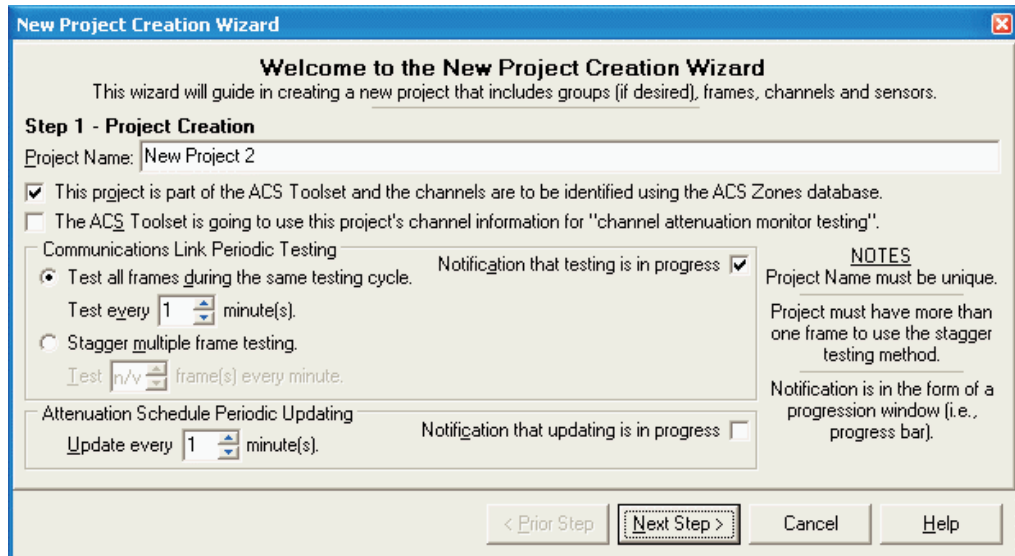 New Project Creation Wizard
Welcome to the New Project Creation Wizard
This wizard will guide in creating a new project that includes groups (if desired), frames, channels and sensors.
Step 1 - Project Creation
Project Name: New Project 2
This project is part of the ACS Toolset and the channels are to be identified using the ACS Zones database.
The ACS Toolset is going to use this project's channel information for "channel attenuation monitor testing".
Communications Link Periodic Testing
Test all frames during the same testing cycle.
Notification that testing is in progress
Test every 1 minute(s).
Stagger multiple frame testing.
Test n/v frame(s) every minute.
Attenuation Schedule Periodic Updating
Update every 1 minute(s).
Notification that updating is in progress
NOTES
Project Name must be unique.
Project must have more than
one frame to use the stagger
testing method.
Notification is in the form of a
progression window (i.e.,
progress bar).
< Prior Step
Next Step >
Cancel
Help